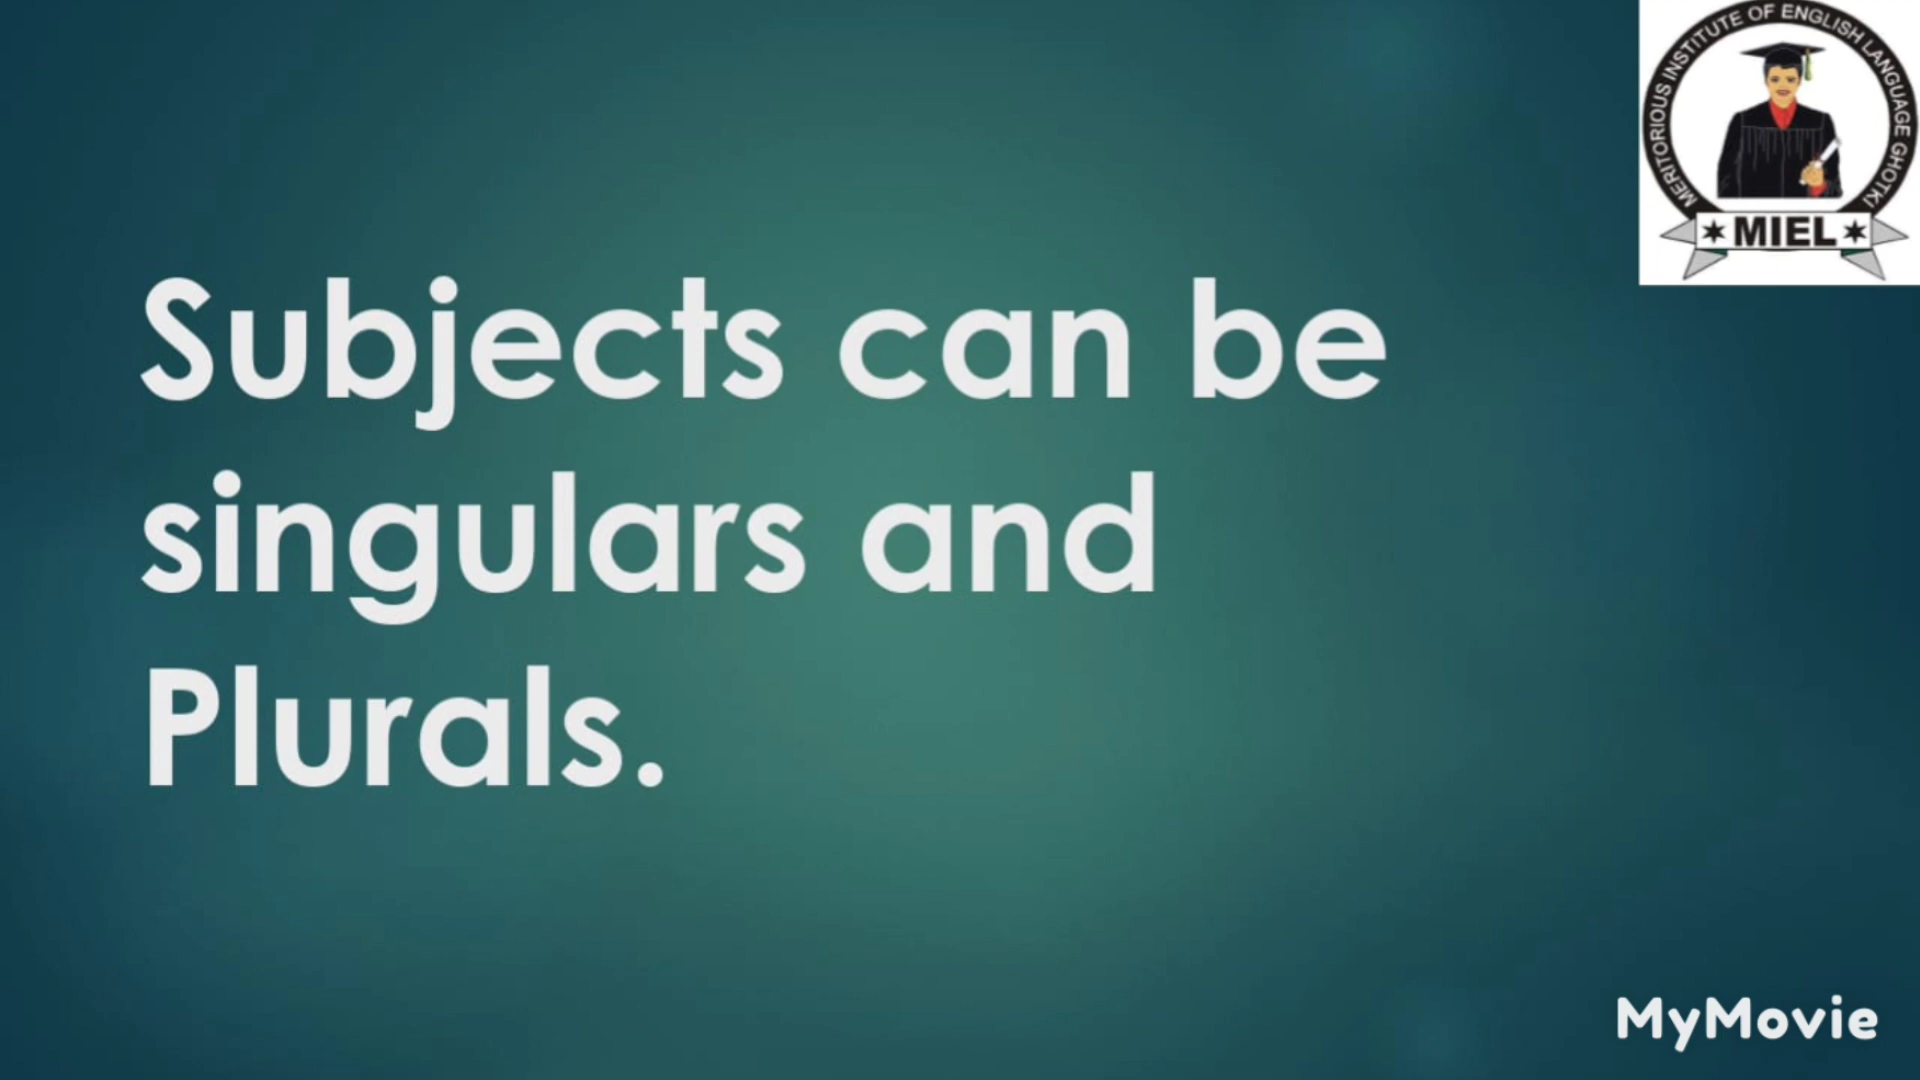 MERITORIOUS INSTITUTE OF ENGLISH LANGUAGE GHOTKI
MIEL
Subjects can be
singulars and
Plurals.
MyMovie